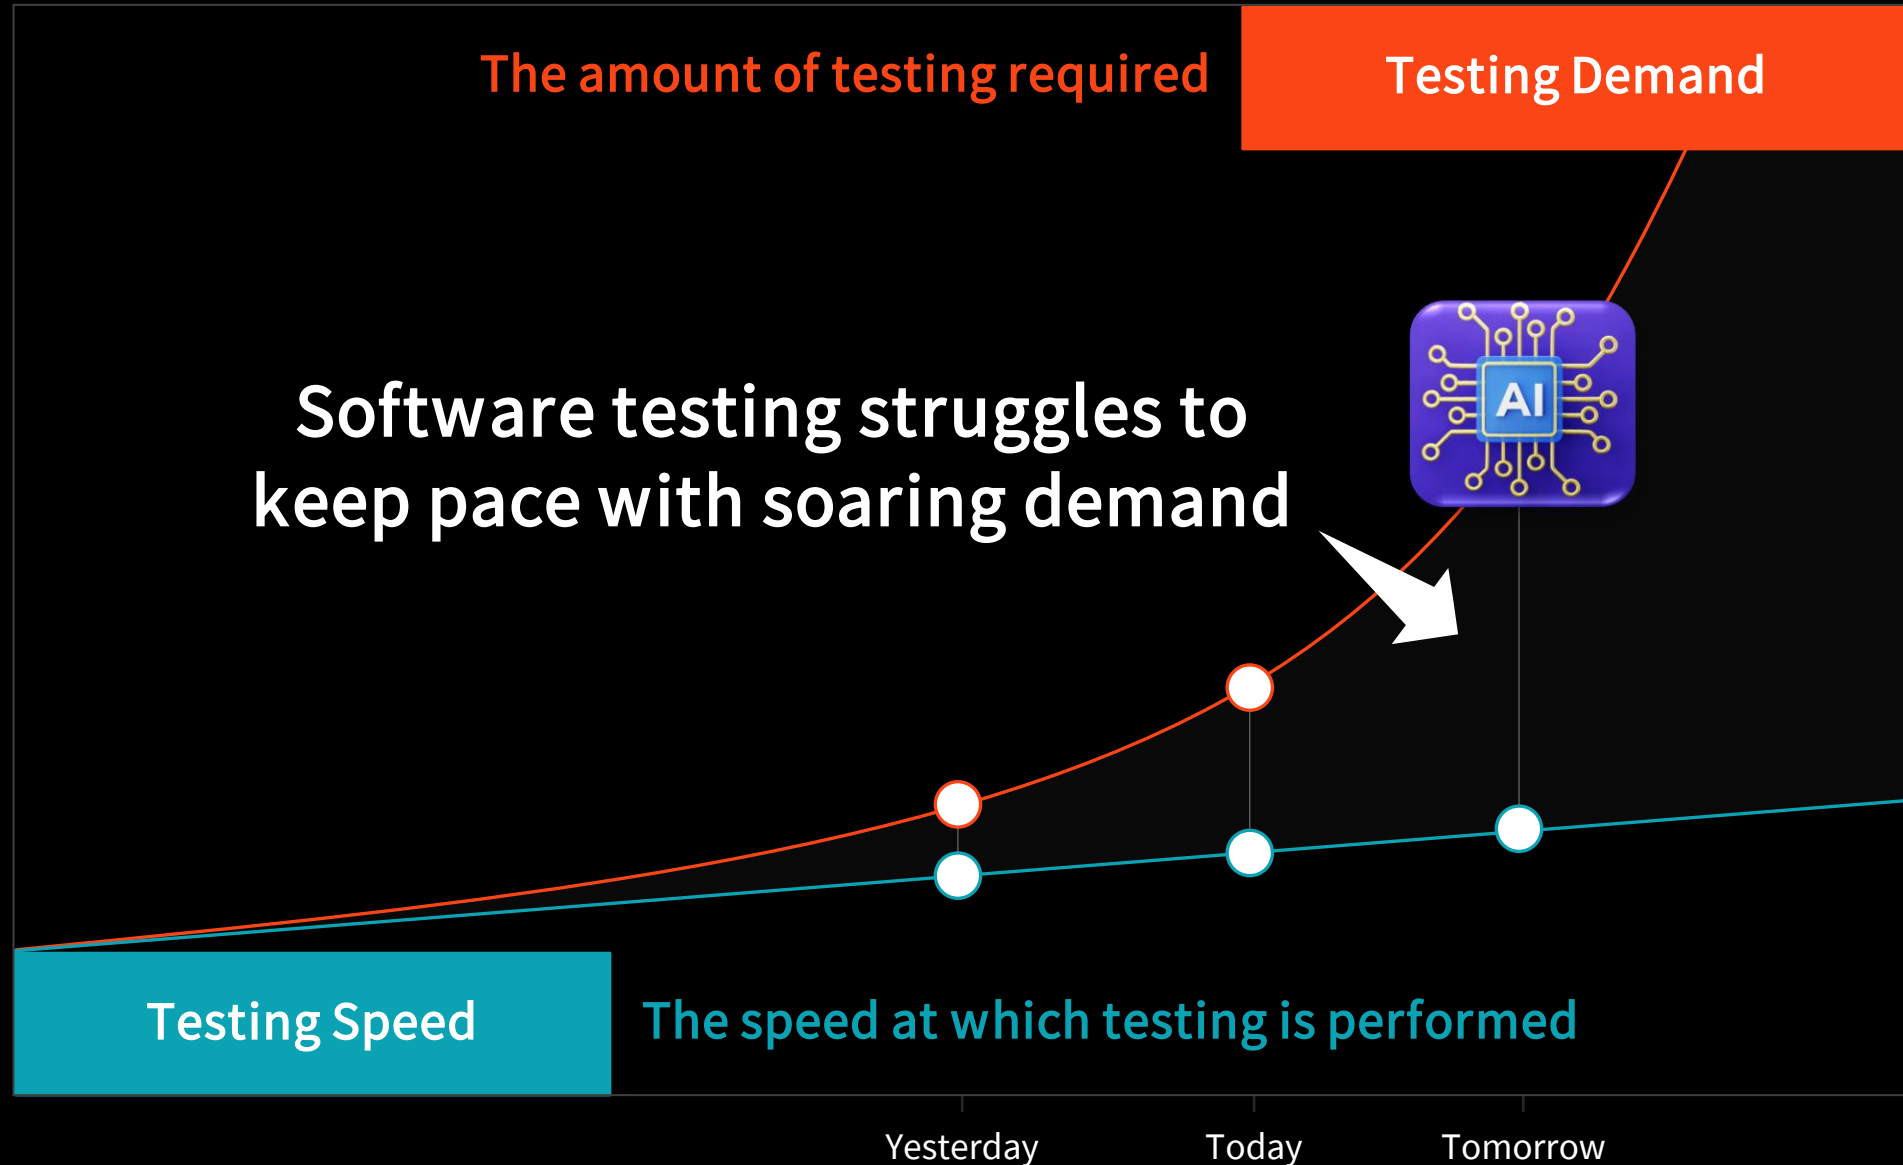 The amount of testing required
Testing Demand
AI
Software testing struggles to
keep pace with soaring demand
Testing Speed
The speed at which testing is performed
Yesterday
Today
Tomorrow